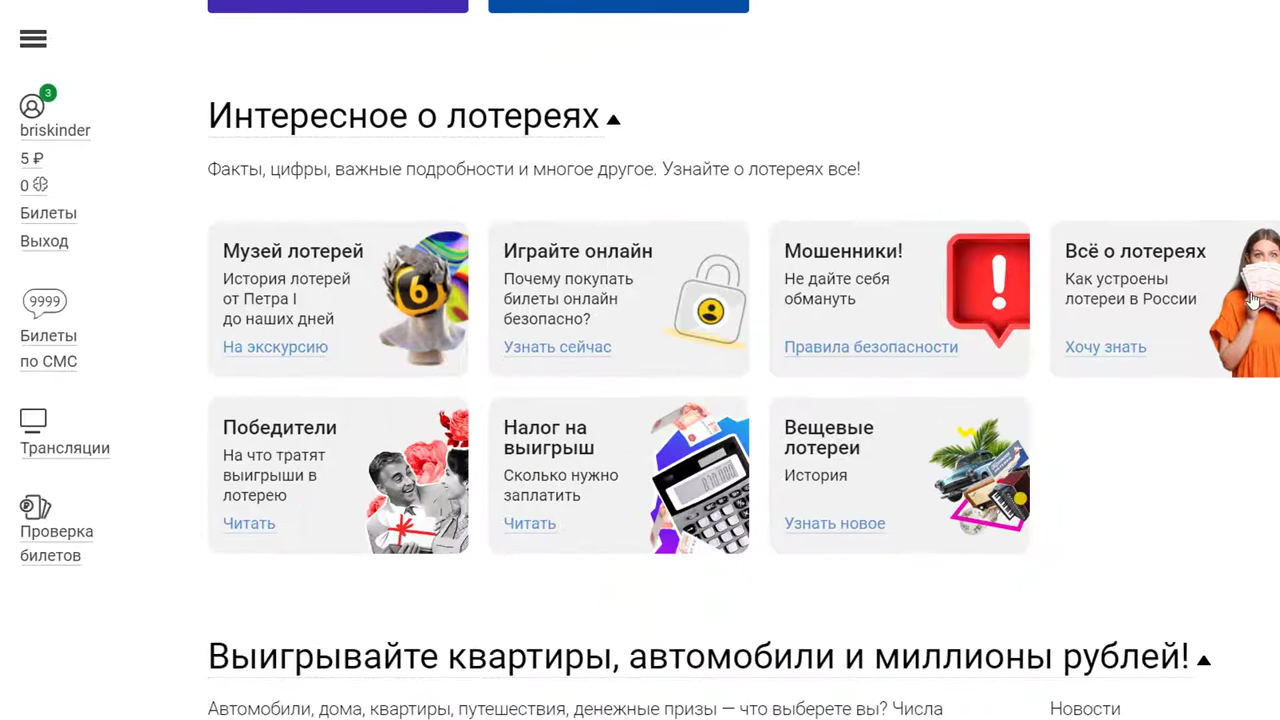 3
briskinder
5 ₽
0
Билеты
Выход
9999
Билеты
по СМС
Трансляции
Проверка
билетов
Интересное о лотереях
Факты, цифры, важные подробности и многое другое. Узнайте о лотереях все!
Музей лотерей
История лотерей
от Петра I
до наших дней
На экскурсию
6
Играйте онлайн
Почему покупать
билеты онлайн
безопасно?
Узнать сейчас
Мошенники!
Не дайте себя
обмануть
Правила безопасности
!
Всё о лотереях
Как устроены
лотереи в России
Хочу знать
Победители
На что тратят
выигрыши в
лотерею
Читать
Налог на
выигрыш
Сколько нужно
заплатить
Читать
Вещевые
лотереи
История
Узнать новое
Выигрывайте квартиры, автомобили и миллионы рублей!
Автомобили, дома, квартиры, путешествия, денежные призы — что выберете вы? Числа
Новости